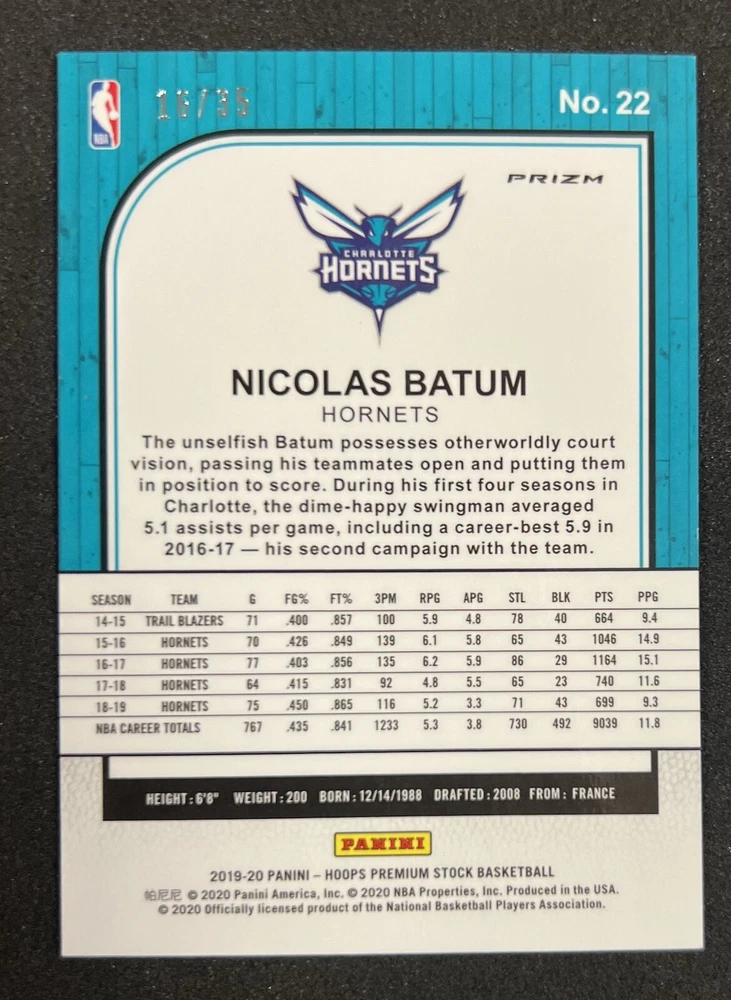 NBA
16/35
No. 22
PRIZM
CHARLOTTE
HORNETS
NICOLAS BATUM
HORNETS
The unselfish Batum possesses otherworldly court
vision, passing his teammates open and putting them
in position to score. During his first four seasons in
Charlotte, the dime-happy swingman averaged
5.1 assists per game, including a career-best 5.9 in
2016-17 — his second campaign with the team.
SEASON TEAM G FG% FT% 3PM RPG APG STL BLK PTS PPG
14-15 TRAIL BLAZERS 71 .400 .857 100 5.9 4.8 78 40 664 9.4
15-16 HORNETS 70 .426 .849 139 6.1 5.8 65 43 1046 14.9
16-17 HORNETS 77 .403 .856 135 6.2 5.9 86 29 1164 15.1
17-18 HORNETS 64 .415 .831 92 4.8 5.5 65 23 740 11.6
18-19 HORNETS 75 .450 .865 116 5.2 3.3 71 43 699 9.3
NBA CAREER TOTALS 767 .435 .841 1233 5.3 3.8 730 492 9039 11.8
HEIGHT: 6'8" WEIGHT: 200 BORN: 12/14/1988 DRAFTED: 2008 FROM: FRANCE
PANINI
2019-20 PANINI – HOOPS PREMIUM STOCK BASKETBALL
帕尼尼 © 2020 Panini America, Inc. © 2020 NBA Properties, Inc. Produced in the USA.
© 2020 Officially licensed product of the National Basketball Players Association.